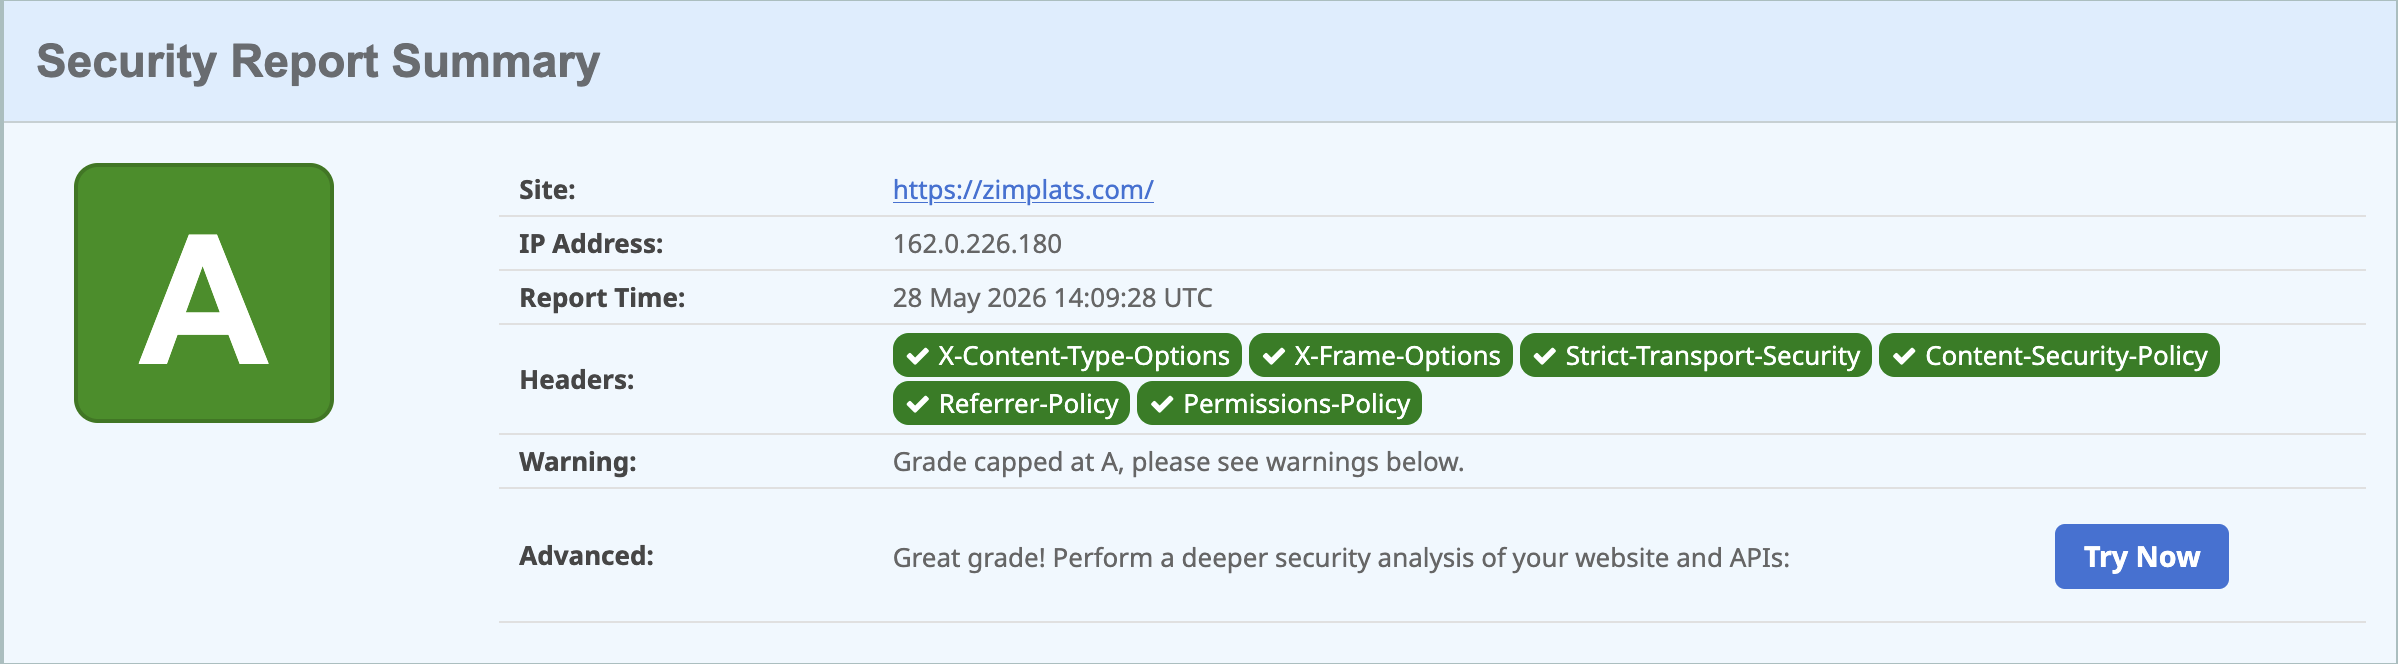 Security Report Summary
A
Site: https://zimplats.com/
IP Address: 162.0.226.180
Report Time: 28 May 2026 14:09:28 UTC
Headers: X-Content-Type-Options X-Frame-Options Strict-Transport-Security Content-Security-Policy
Referrer-Policy Permissions-Policy
Warning: Grade capped at A, please see warnings below.
Advanced: Great grade! Perform a deeper security analysis of your website and APIs: Try Now